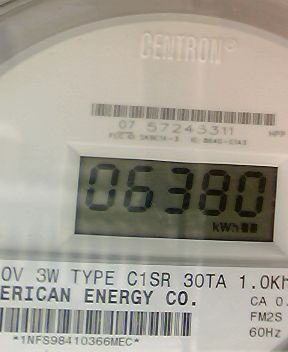 CENTRON®
07 57243311
HPP
06380
kWh
0V 3W TYPE C1SR 30TA 1.0Kh
ERICAN ENERGY CO.
CA 0.
FM2S
60Hz
*1NFS98410366MEC*